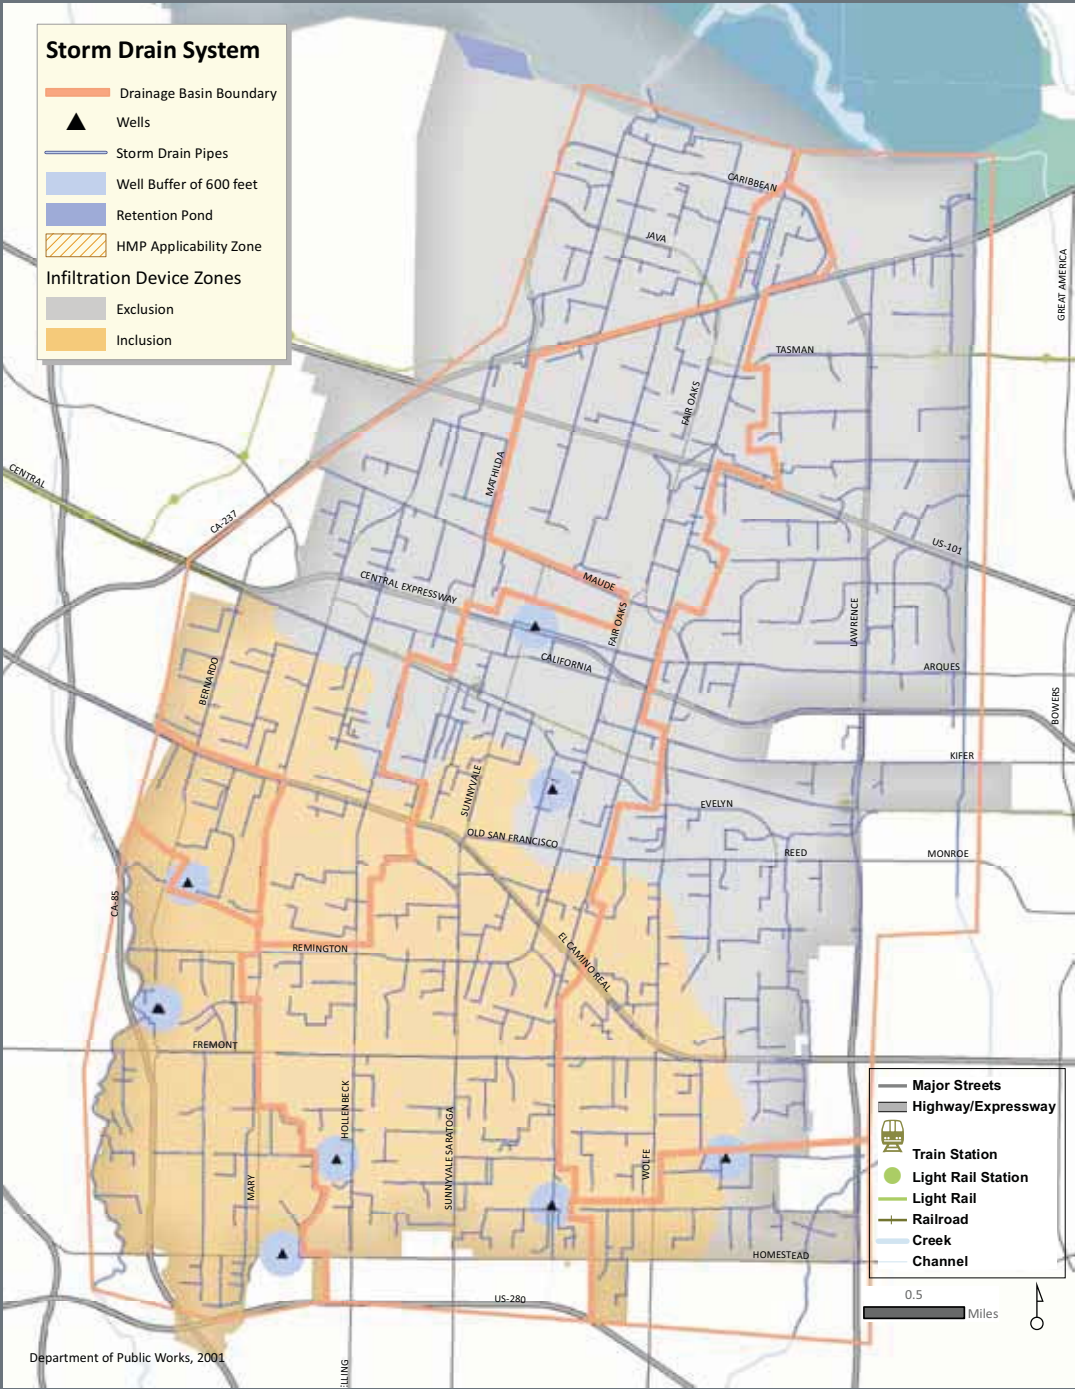 Storm Drain System
Drainage Basin Boundary
Wells
Storm Drain Pipes
Well Buffer of 600 feet
Retention Pond
HMP Applicability Zone
Infiltration Device Zones
Exclusion
Inclusion
CARIBBEAN
JAVA
GREAT AMERICA
TASMAN
FAIR OAKS
MATHILDA
CENTRAL
CA-237
US-101
CENTRAL EXPRESSWAY
MAUDE
FAIR OAKS
LAWRENCE
CALIFORNIA
ARQUES
BERNARDO
BOWERS
KIFER
SUNNYVALE
EVELYN
OLD SAN FRANCISCO
REED
MONROE
CA-85
REMINGTON
EL CAMINO REAL
FREMONT
HOLLENBECK
SUNNYVALE SARATOGA
WOLFE
MARY
HOMESTEAD
US-280
ELLING
Major Streets
Highway/Expressway
Train Station
Light Rail Station
Light Rail
Railroad
Creek
Channel
0.5
Miles
Department of Public Works, 2001